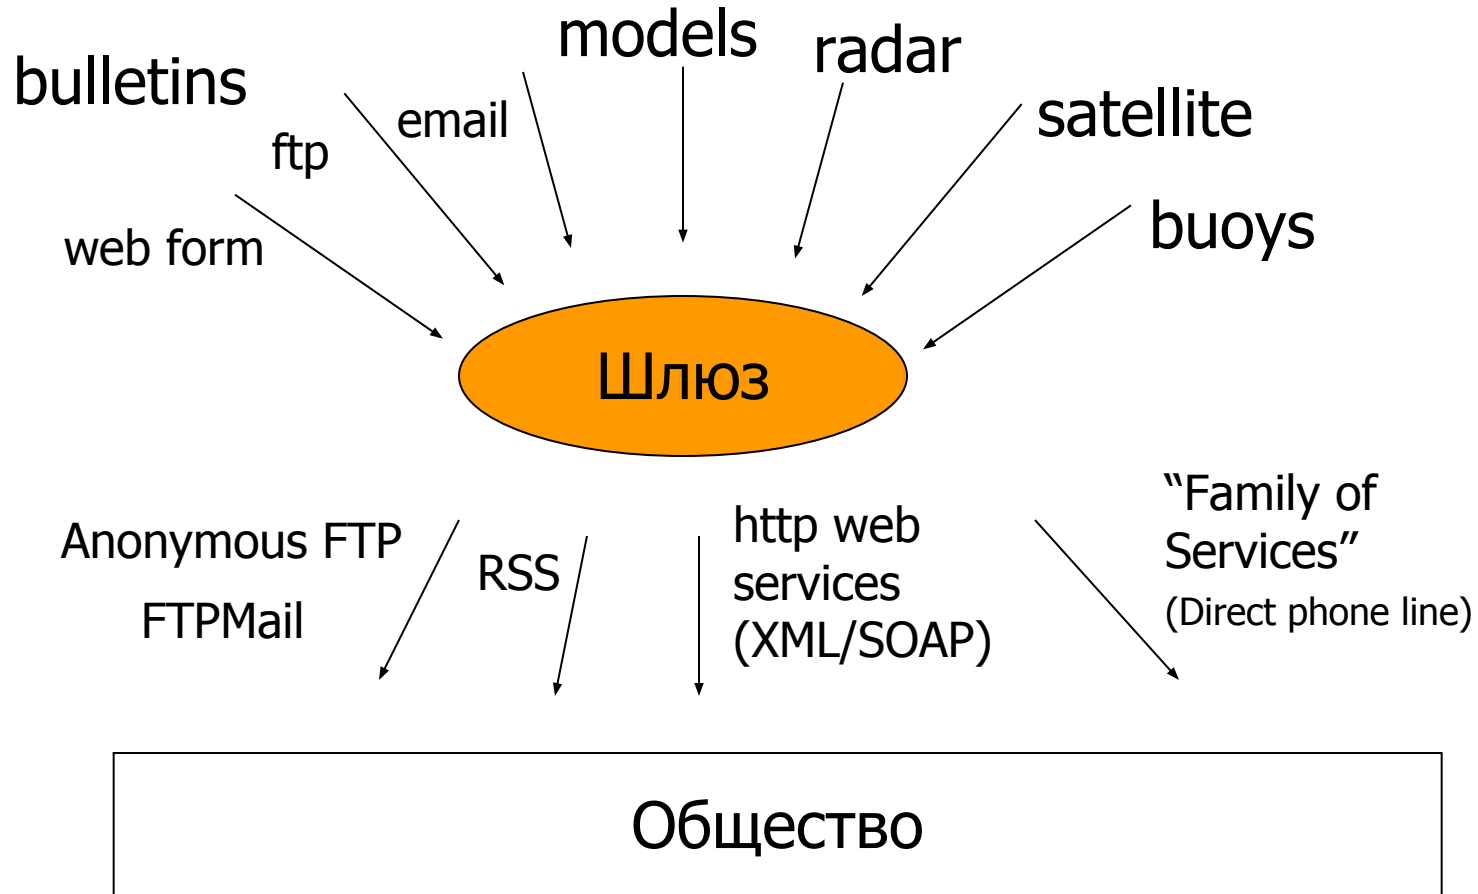 models
radar
bulletins
email
satellite
ftp
web form
buoys
Шлюз
Anonymous FTP
FTPMail
RSS
http web
services
(XML/SOAP)
“Family of
Services”
(Direct phone line)
Общество